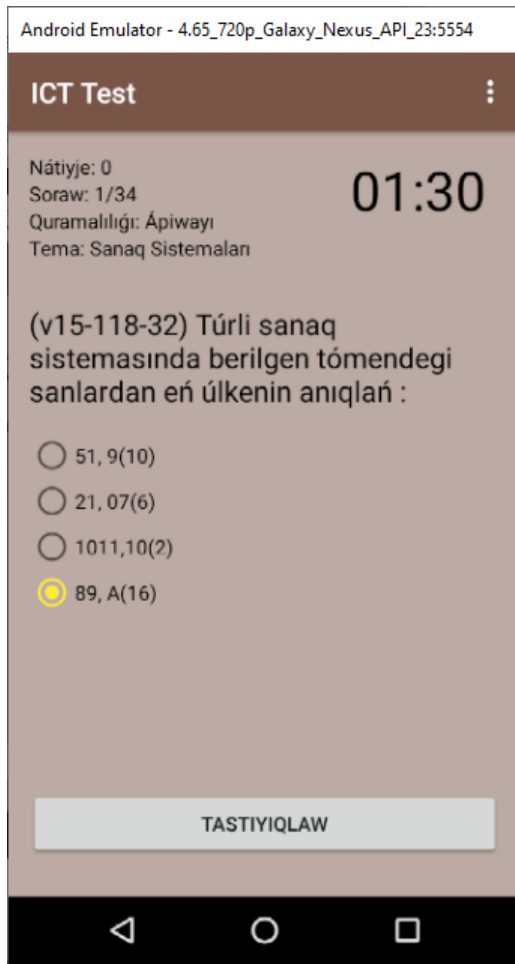 Android Emulator - 4.65_720p_Galaxy_Nexus_API_23:5554
ICT Test
Nátiyje: 0
01:30
Soraw: 1/34
Quramalılıǵı: Ápiwayı
Tema: Sanaq Sistemaları
(v15-118-32) Túrli sanaq
sistemasında berilgen tómendegi
sanlardan eń úlkenin anıqlań :
51, 9(10)
21, 07(6)
1011,10(2)
89, A(16)
TASTIYIQLAW